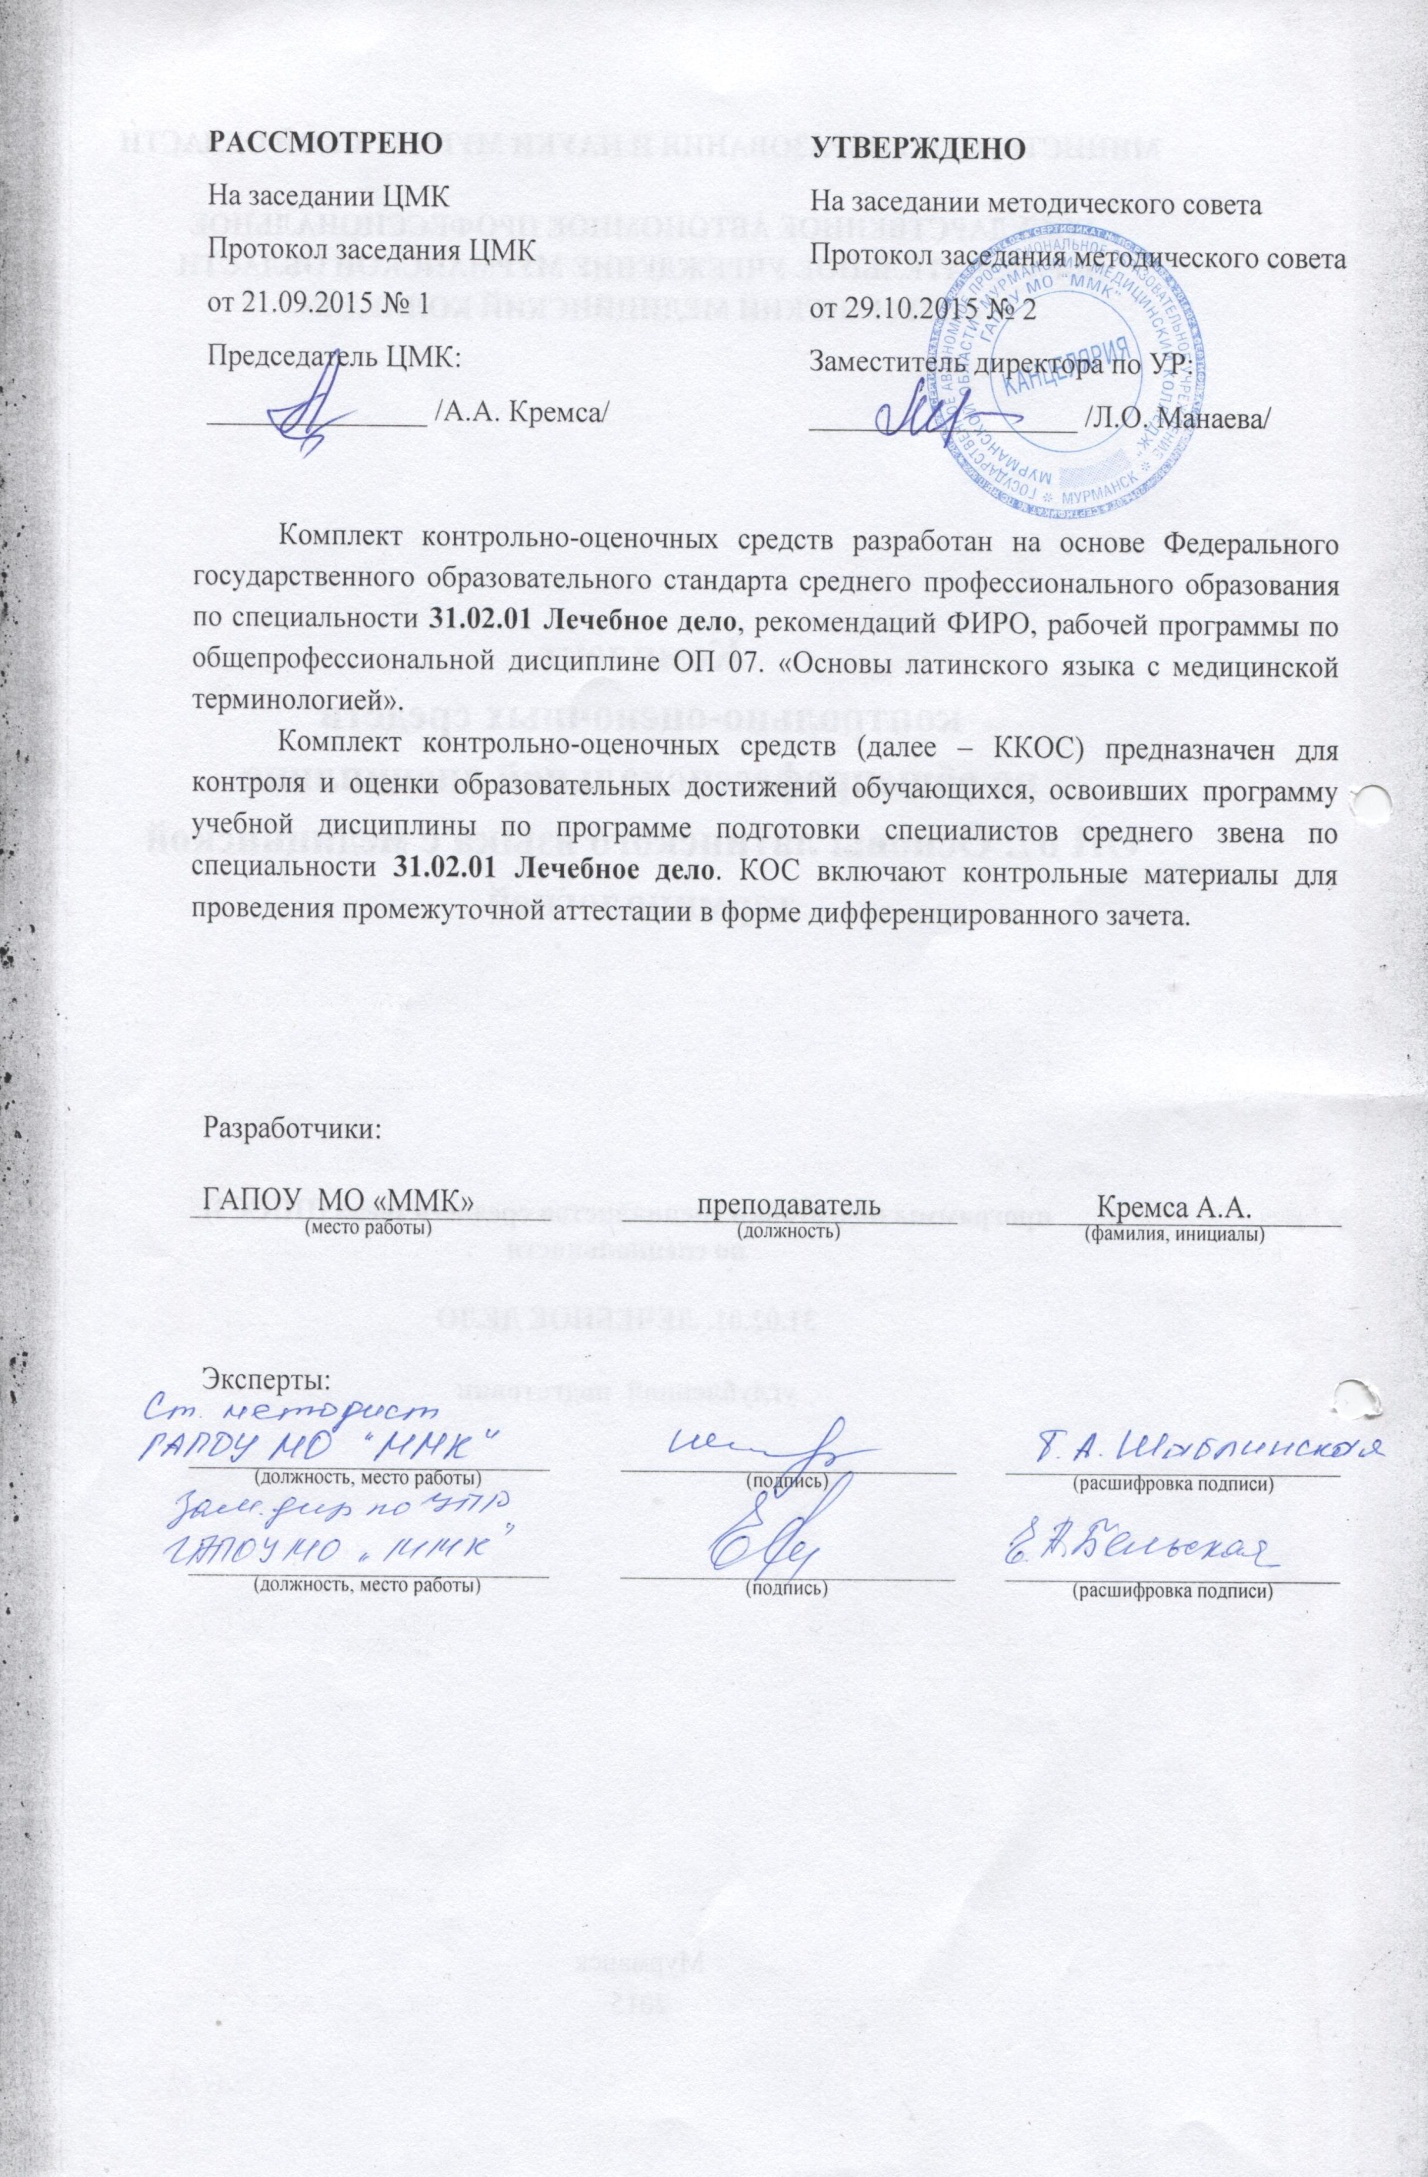 РАССМОТРЕНО
На заседании ЦМК
Протокол заседания ЦМК
от 21.09.2015 № 1
Председатель ЦМК:
/А.А. Кремса/
УТВЕРЖДЕНО
На заседании методического совета
Протокол заседания методического совета
от 29.10.2015 № 2
Заместитель директора по УР:
/Л.О. Манаева/
ГАПОУ МО "ММК"
КАНЦЕЛЯРИЯ
МУРМАНСК
Комплект контрольно-оценочных средств разработан на основе Федерального
государственного образовательного стандарта среднего профессионального образования
по специальности 31.02.01 Лечебное дело, рекомендаций ФИРО, рабочей программы по
общепрофессиональной дисциплине ОП 07. «Основы латинского языка с медицинской
терминологией».
Комплект контрольно-оценочных средств (далее – ККОС) предназначен для
контроля и оценки образовательных достижений обучающихся, освоивших программу
учебной дисциплины по программе подготовки специалистов среднего звена по
специальности 31.02.01 Лечебное дело. КОС включают контрольные материалы для
проведения промежуточной аттестации в форме дифференцированного зачета.
Разработчики:
ГАПОУ МО «ММК» преподаватель Кремса А.А.
(место работы) (должность) (фамилия, инициалы)
Эксперты:
Ст. методист
ГАПОУ МО "ММК" Т.А. Шаблинская
(должность, место работы) (подпись) (расшифровка подписи)
Зам. дир по УПР
ГАПОУ МО „ММК" Е.А. Бельская
(должность, место работы) (подпись) (расшифровка подписи)